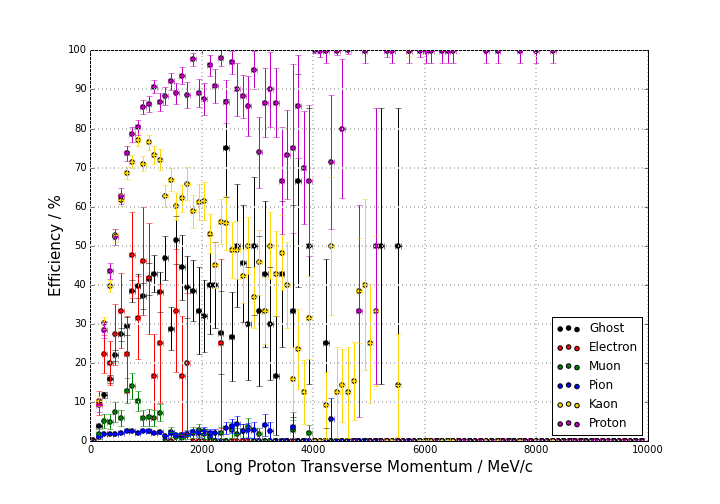 100
90
80
70
60
50
40
30
20
10
0
Efficiency / %
0 2000 4000 6000 8000 10000
Long Proton Transverse Momentum / MeV/c
Ghost
Electron
Muon
Pion
Kaon
Proton